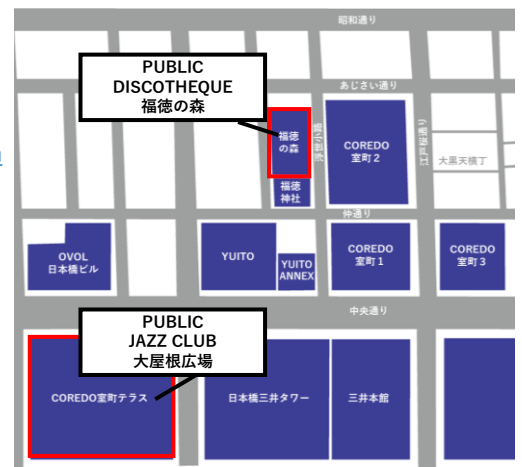 昭和通り
PUBLIC
DISCOTHEQUE
福徳の森
あじさい通り
福徳
の森
浮世小路
COREDO
室町2
江戸桜通り
大黒天横丁
福徳
神社
仲通り
OVOL
日本橋ビル
YUITO
YUITO
ANNEX
COREDO
室町1
COREDO
室町3
中央通り
PUBLIC
JAZZ CLUB
大屋根広場
COREDO室町テラス
日本橋三井タワー
三井本館